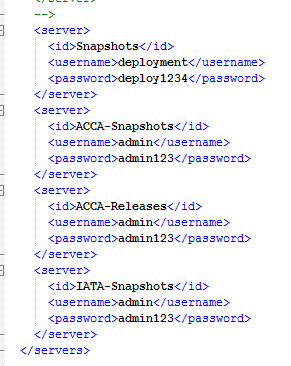 </server>
-->
<server>
<id>Snapshots</id>
<username>deployment</username>
<password>deploy1234</password>
</server>
<server>
<id>ACCA-Snapshots</id>
<username>admin</username>
<password>admin123</password>
</server>
<server>
<id>ACCA-Releases</id>
<username>admin</username>
<password>admin123</password>
</server>
<server>
<id>IATA-Snapshots</id>
<username>admin</username>
<password>admin123</password>
</server>
</servers>